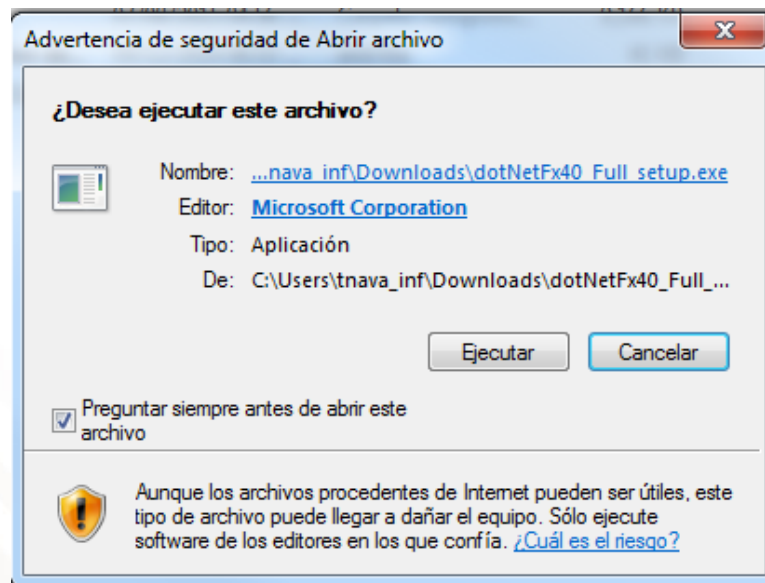 Advertencia de seguridad de Abrir archivo
¿Desea ejecutar este archivo?
Nombre: ...nava_inf\Downloads\dotNetFx40_Full_setup.exe
Editor: Microsoft Corporation
Tipo: Aplicación
De: C:\Users\tnava_inf\Downloads\dotNetFx40_Full_...
Ejecutar Cancelar
Preguntar siempre antes de abrir este
archivo
Aunque los archivos procedentes de Internet pueden ser útiles, este
tipo de archivo puede llegar a dañar el equipo. Sólo ejecute
software de los editores en los que confía. ¿Cuál es el riesgo?